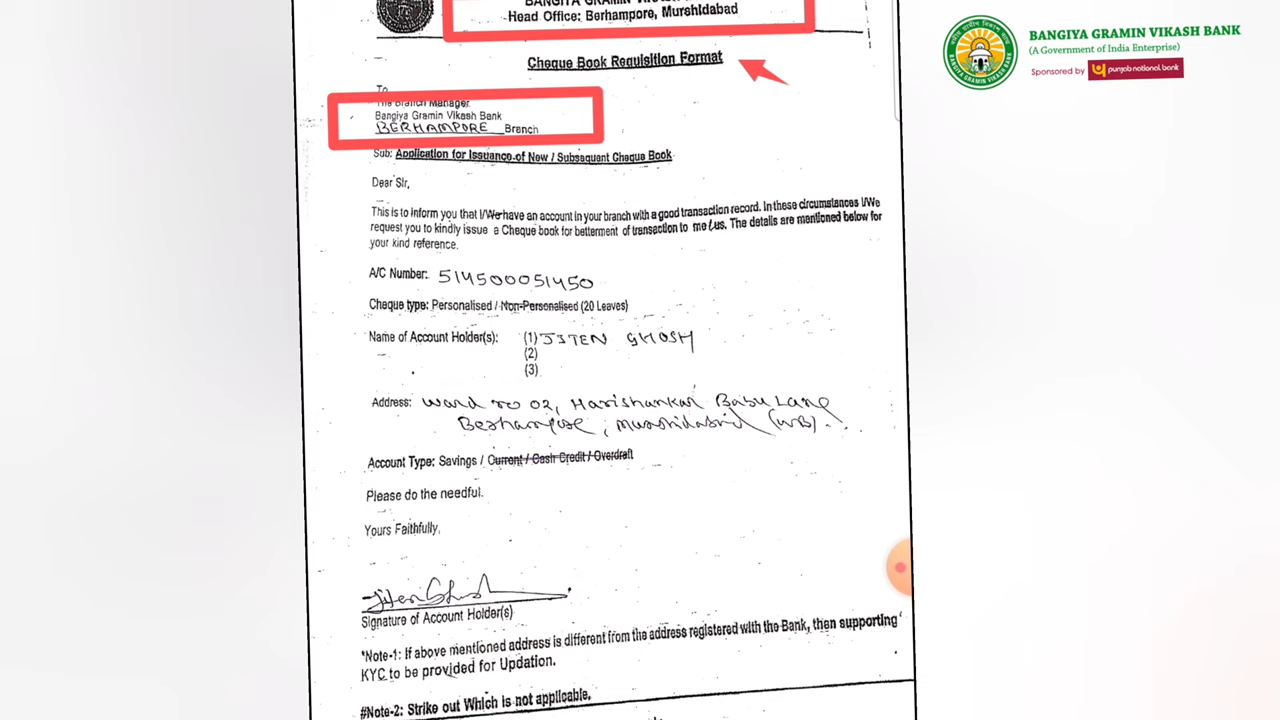 BANGIYA GRAMIN VIKASH BANK
(A Government of India Enterprise)
Sponsored by punjab national bank
BANGIYA GRAMIN
Head Office: Berhampore, Murshidabad
Cheque Book Requisition Format
To
The Branch Manager
Bangiya Gramin Vikash Bank
BERHAMPORE Branch
Sub: Application for Issuance of New / Subsequent Cheque Book
Dear Sir,
This is to inform you that I/We have an account in your branch with a good transaction record. In these circumstances I/We
request you to kindly issue a Cheque book for betterment of transaction to me/us. The details are mentioned below for
your kind reference.
A/C Number: 514500051450
Cheque type: Personalised / Non-Personalised (20 Leaves)
Name of Account Holder(s): (1) JITEN GHOSH
(2)
(3)
Address: Ward no 02, Harishankar Babu Lane
Berhampore, Murshidabad (WB).
Account Type: Savings / Current / Cash Credit / Overdraft
Please do the needful.
Yours Faithfully,
Jiten Ghosh
Signature of Account Holder(s)
*Note-1: If above mentioned address is different from the address registered with the Bank, then supporting
KYC to be provided for Updation.
#Note-2: Strike out Which is not applicable.